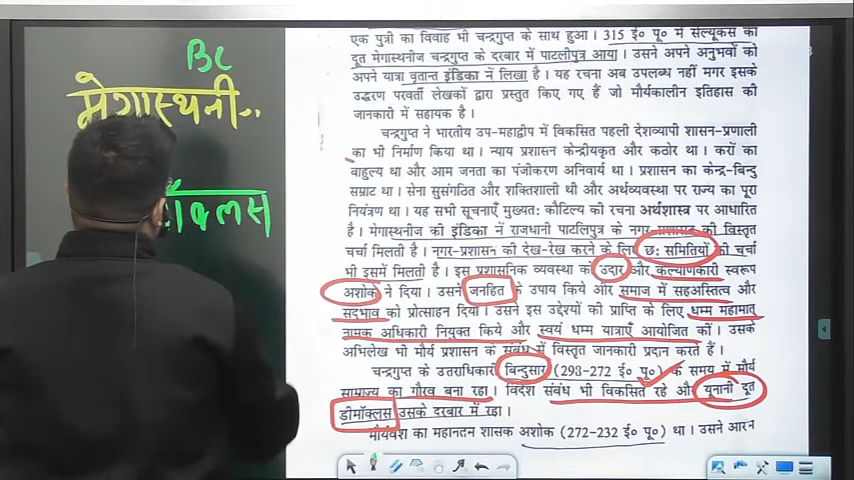 BC
मेगास्थनी..
क्लस
एक पुत्री का विवाह भी चन्द्रगुप्त के साथ हुआ। 315 ई० पू० में सेल्यूकस का
दूत मेगास्थनीज चन्द्रगुप्त के दरबार में पाटलिपुत्र आया। उसने अपने अनुभवों को
अपने यात्रा वृतान्त इंडिका में लिखा है। यह रचना अब उपलब्ध नहीं मगर इसके
उद्धरण परवर्ती लेखकों द्वारा प्रस्तुत किए गए हैं जो मौर्यकालीन इतिहास की
जानकारी में सहायक है।
चन्द्रगुप्त ने भारतीय उप-महाद्वीप में विकसित पहली देशव्यापी शासन-प्रणाली
का भी निर्माण किया था। न्याय प्रशासन केन्द्रीयकृत और कठोर था। करों का
बाहुल्य था और आम जनता का पंजीकरण अनिवार्य था। प्रशासन का केन्द्र-बिन्दु
सम्राट था। सेना सुसंगठित और शक्तिशाली थी और अर्थव्यवस्था पर राज्य का पूरा
नियंत्रण था। यह सभी सूचनाएं मुख्यत: कौटिल्य की रचना अर्थशास्त्र पर आधारित
है। मेगास्थनीज की इंडिका में राजधानी पाटलिपुत्र के नगर प्रशासन की विस्तृत
चर्चा मिलती है। नगर-प्रशासन की देख-रेख करने के लिए छ: समितियों की चर्चा
भी इसमें मिलती है। इस प्रशासनिक व्यवस्था को उदार और कल्याणकारी स्वरूप
अशोक ने दिया। उसने जनहित के उपाय किये और समाज में सहअस्तित्व और
सदभाव को प्रोत्साहन दिया। उसने इस उद्देश्यों की प्राप्ति के लिए धम्म महामात्
नामक अधिकारी नियुक्त किये और स्वयं धम्म यात्राएँ आयोजित कीं। उसके
अभिलेख भी मौर्य प्रशासन के संबंध में विस्तृत जानकारी प्रदान करते हैं।
चन्द्रगुप्त के उतराधिकारी बिन्दुसार (298-272 ई० पू०) के समय में मौर्य
साम्राज्य का गौरव बना रहा। विदेश संबंध भी विकसित रहे और यूनानी दूत
डीमॉक्लस उसके दरबार में रहा।
मौर्यवंश का महानतन शासक अशोक (272-232 ई० पू०) था। उसने